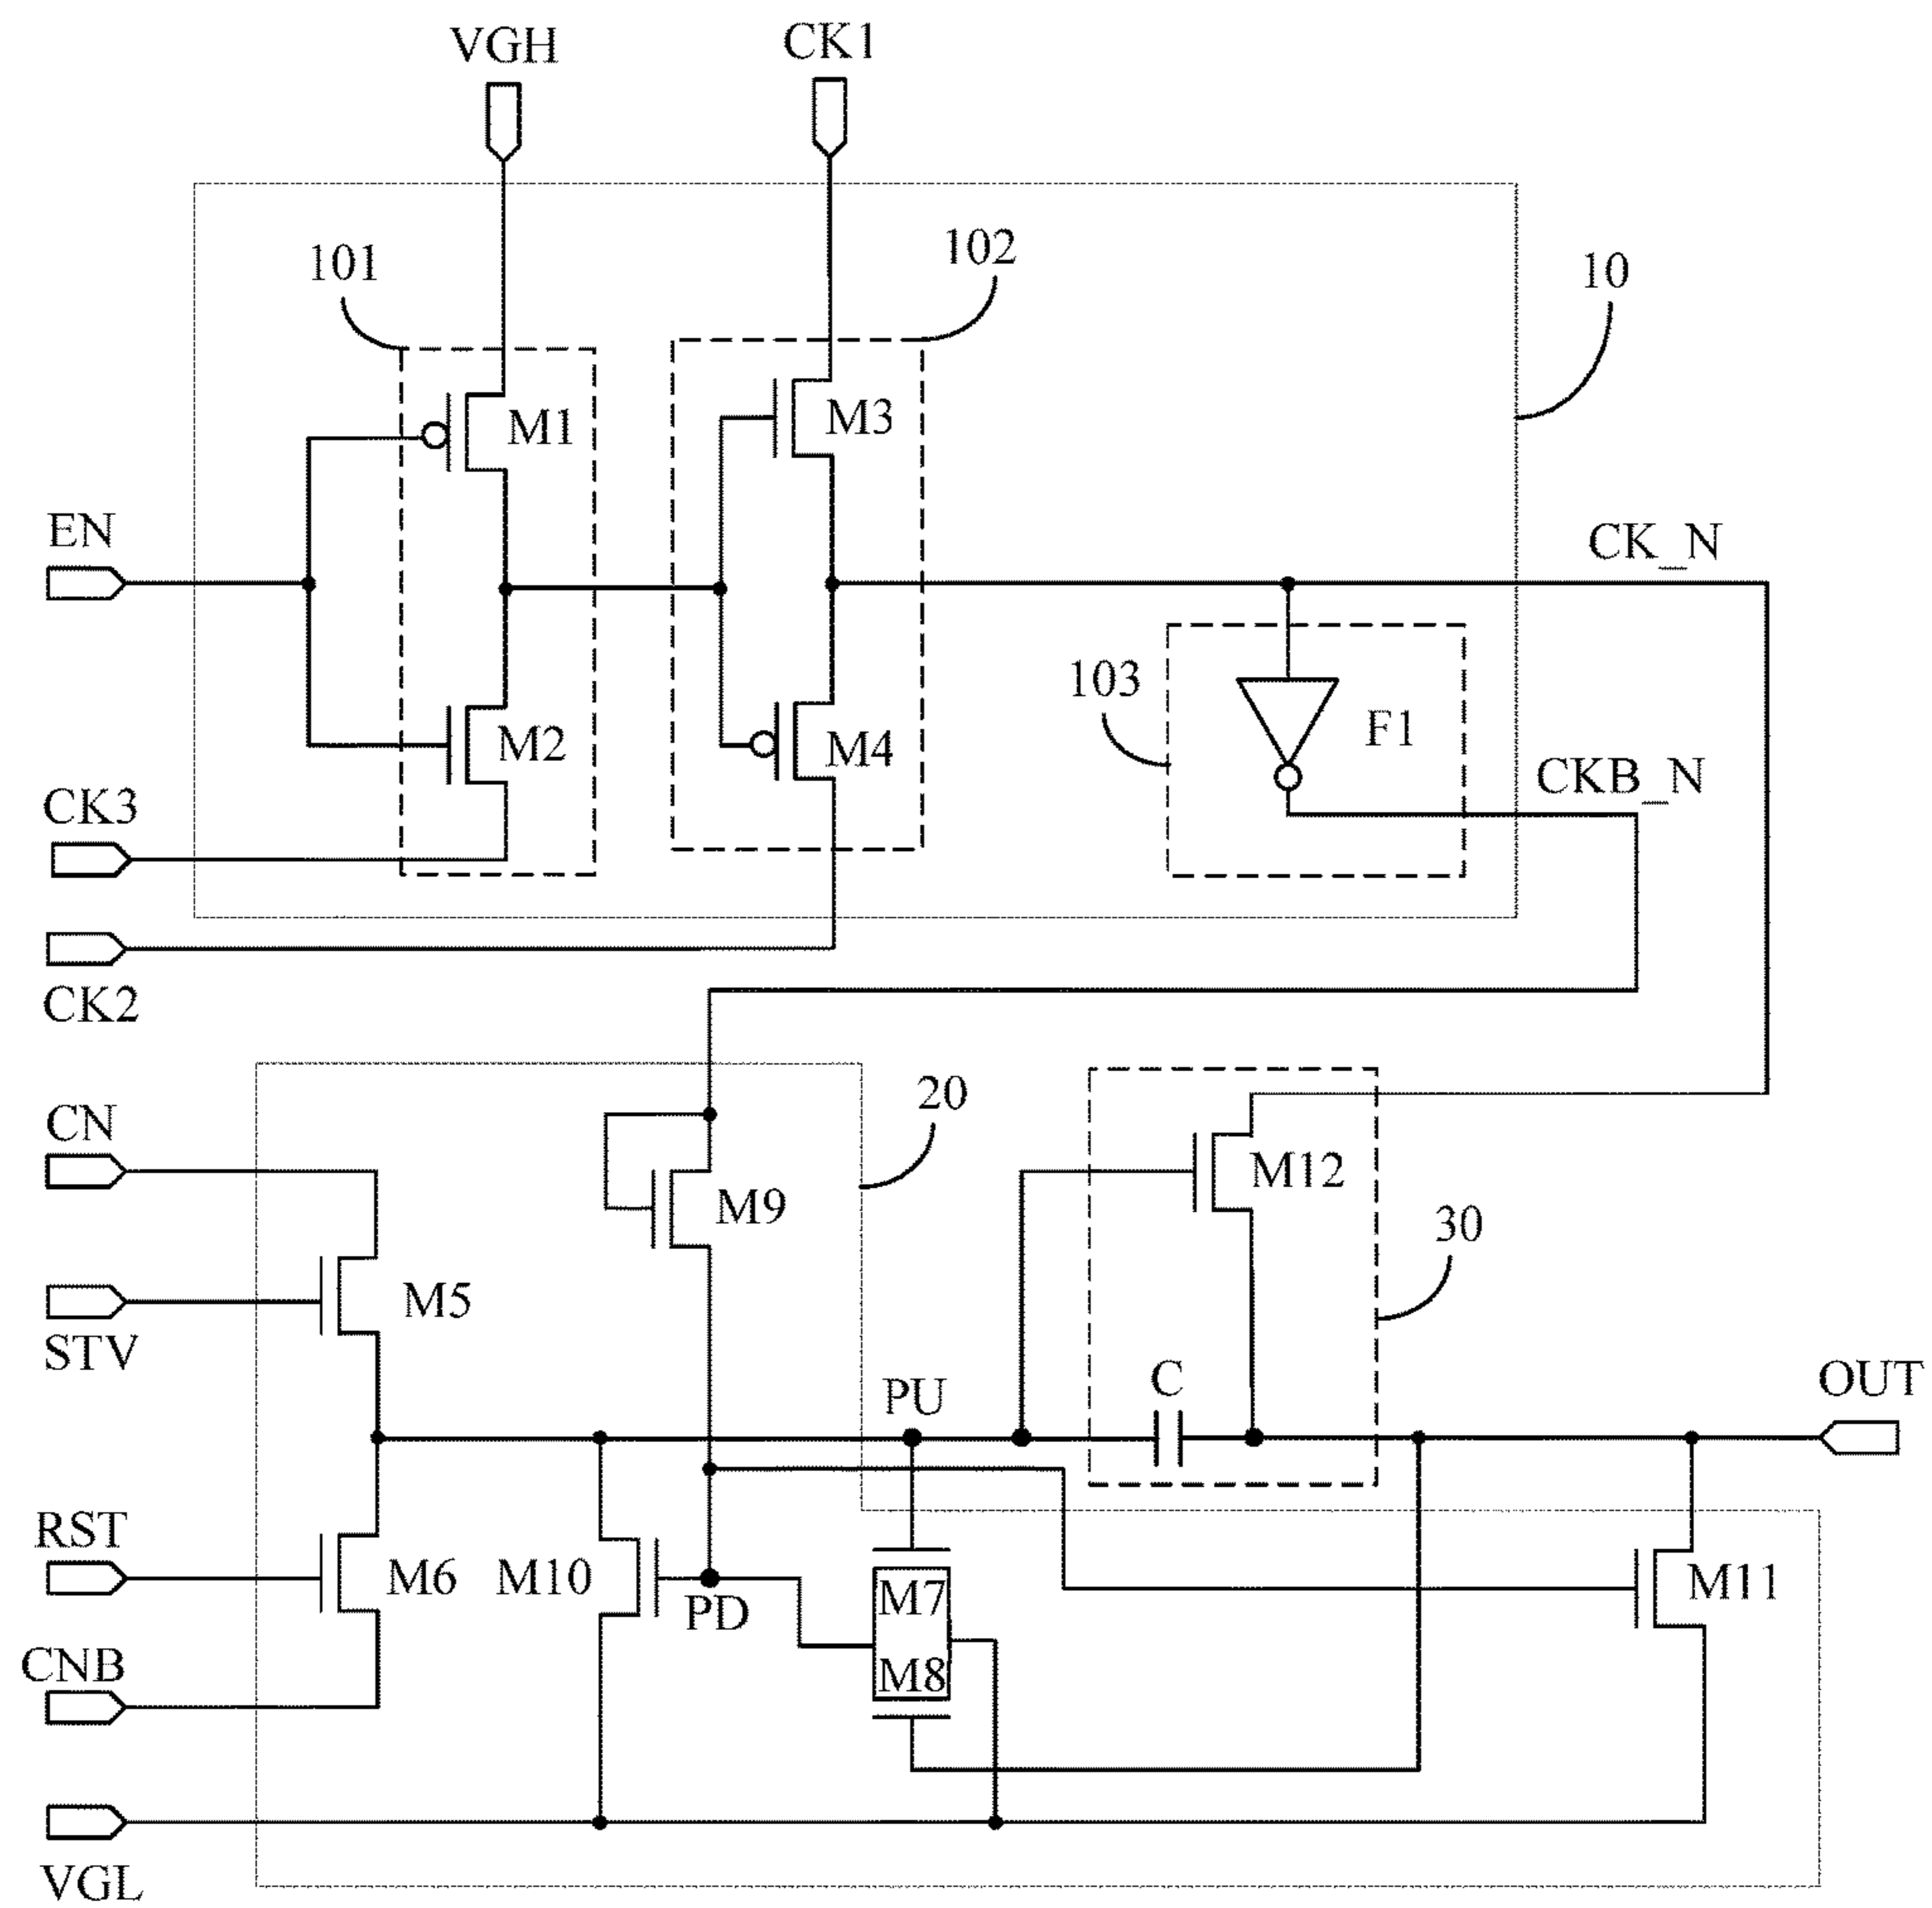 VGH
CK1
101
102
10
M1
M3
EN
CK_N
M2
M4
103
F1
CKB_N
CK3
CK2
CN
20
M9
M12
30
STV
M5
PU
C
OUT
RST
M6
M10
PD
M7
M11
CNB
M8
VGL